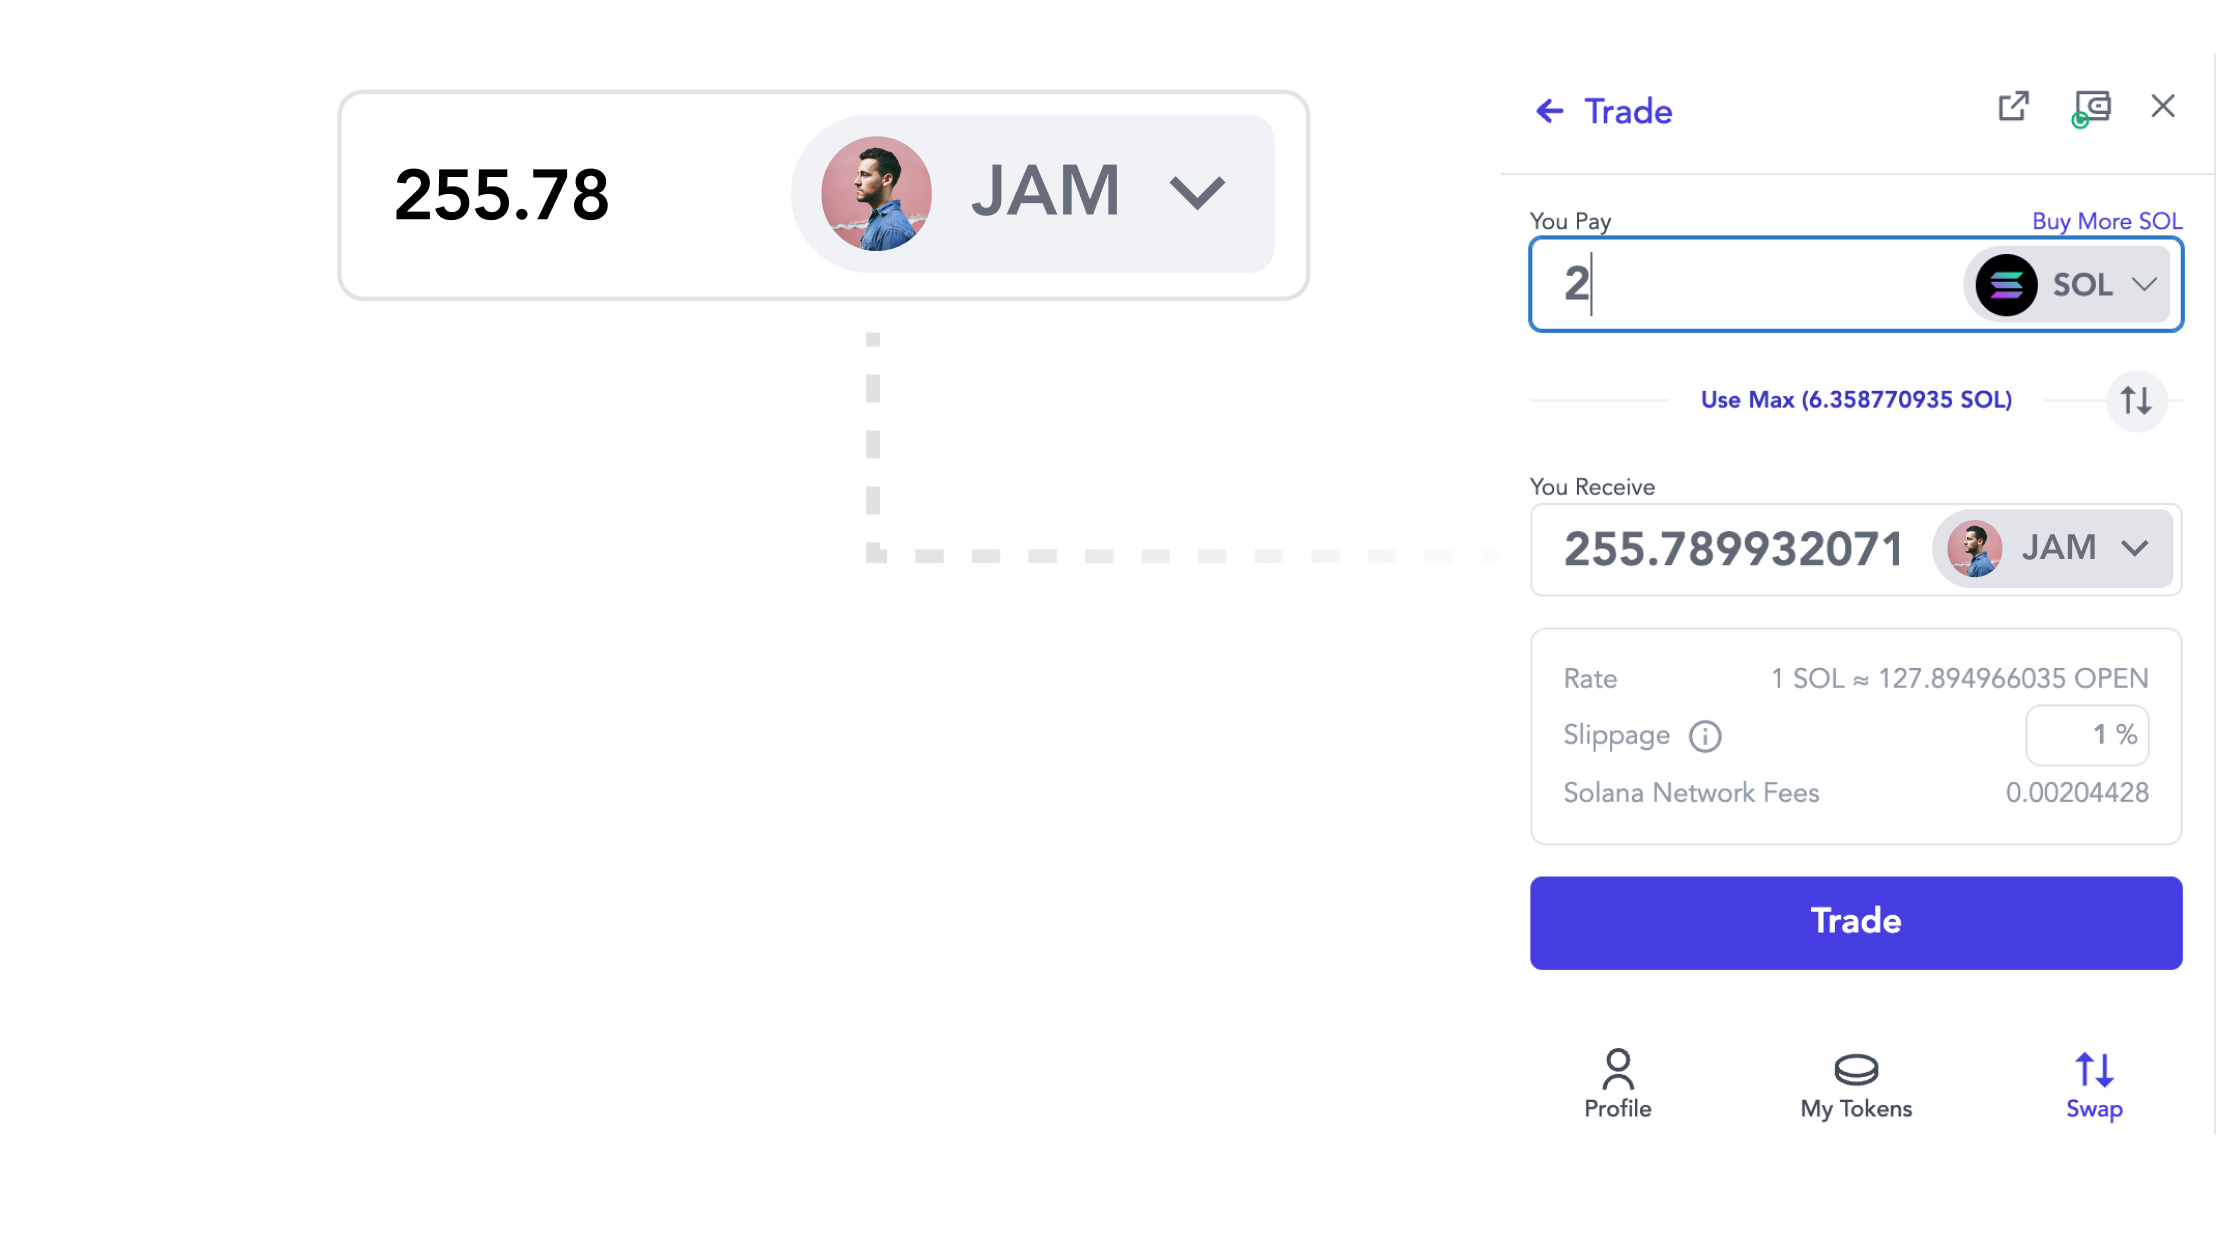 255.78 JAM
Trade
You Pay Buy More SOL
2 SOL
Use Max (6.358770935 SOL)
You Receive
255.789932071 JAM
Rate 1 SOL ≈ 127.894966035 OPEN
Slippage 1 %
Solana Network Fees 0.00204428
Trade
Profile My Tokens Swap